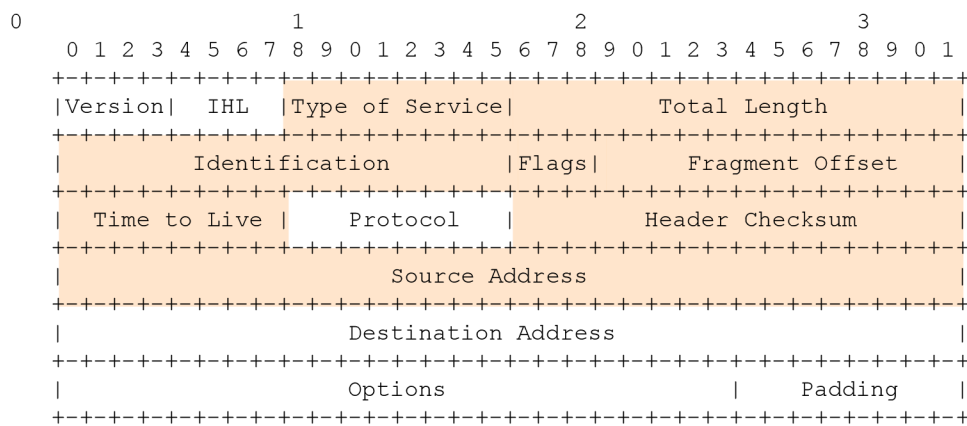 0                   1                   2                   3
    0 1 2 3 4 5 6 7 8 9 0 1 2 3 4 5 6 7 8 9 0 1 2 3 4 5 6 7 8 9 0 1
   +-+-+-+-+-+-+-+-+-+-+-+-+-+-+-+-+-+-+-+-+-+-+-+-+-+-+-+-+-+-+-+-+
   |Version|  IHL  |Type of Service|          Total Length         |
   +-+-+-+-+-+-+-+-+-+-+-+-+-+-+-+-+-+-+-+-+-+-+-+-+-+-+-+-+-+-+-+-+
   |         Identification        |Flags|      Fragment Offset    |
   +-+-+-+-+-+-+-+-+-+-+-+-+-+-+-+-+-+-+-+-+-+-+-+-+-+-+-+-+-+-+-+-+
   |  Time to Live |    Protocol   |         Header Checksum       |
   +-+-+-+-+-+-+-+-+-+-+-+-+-+-+-+-+-+-+-+-+-+-+-+-+-+-+-+-+-+-+-+-+
   |                       Source Address                          |
   +-+-+-+-+-+-+-+-+-+-+-+-+-+-+-+-+-+-+-+-+-+-+-+-+-+-+-+-+-+-+-+-+
   |                    Destination Address                        |
   +-+-+-+-+-+-+-+-+-+-+-+-+-+-+-+-+-+-+-+-+-+-+-+-+-+-+-+-+-+-+-+-+
   |                    Options                    |    Padding    |
   +-+-+-+-+-+-+-+-+-+-+-+-+-+-+-+-+-+-+-+-+-+-+-+-+-+-+-+-+-+-+-+-+